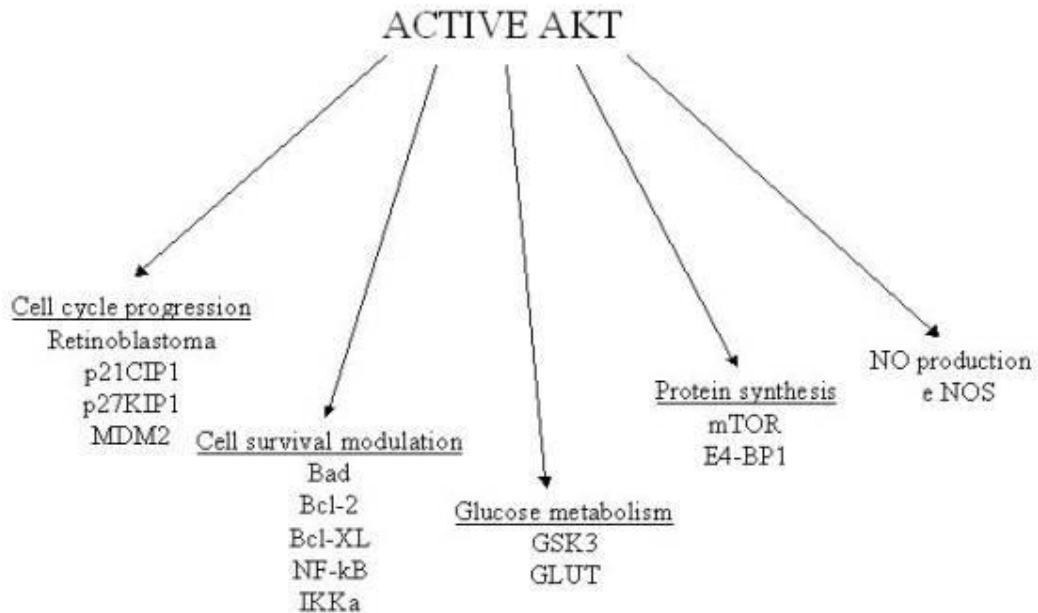 ACTIVE AKT
Cell cycle progression
Retinoblastoma
p21CIP1
p27KIP1
MDM2
Cell survival modulation
Bad
Bcl-2
Bcl-XL
NF-kB
IKKa
Glucose metabolism
GSK3
GLUT
Protein synthesis
mTOR
E4-BP1
NO production
e NOS